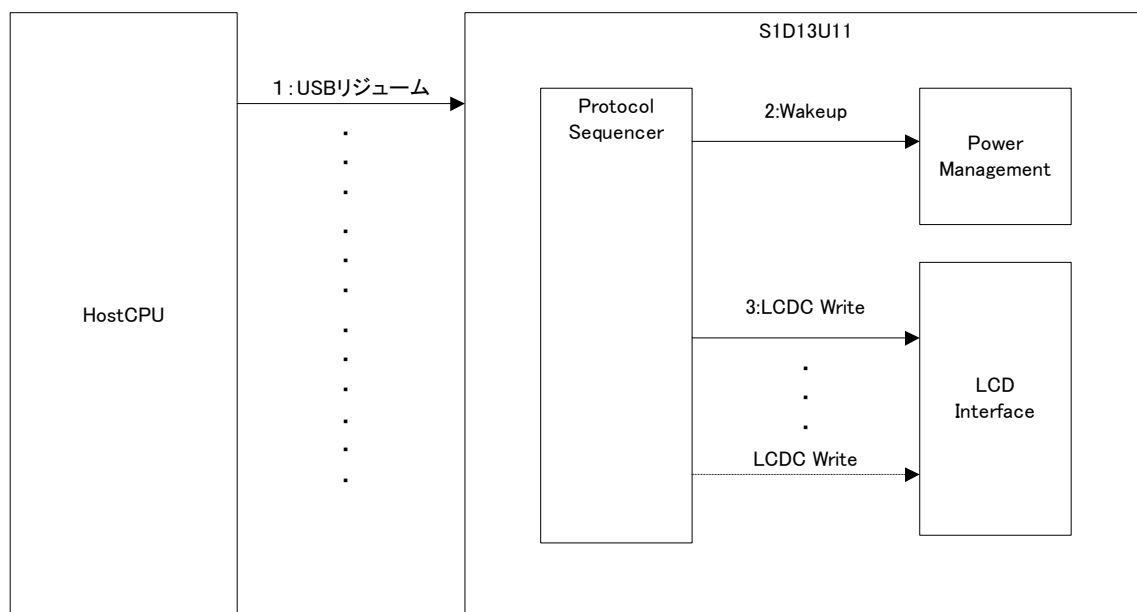 S1D13U11
1：USBリジューム
Protocol
Sequencer
2:Wakeup
Power
Management
HostCPU
3:LCDC Write
LCD
Interface
LCDC Write